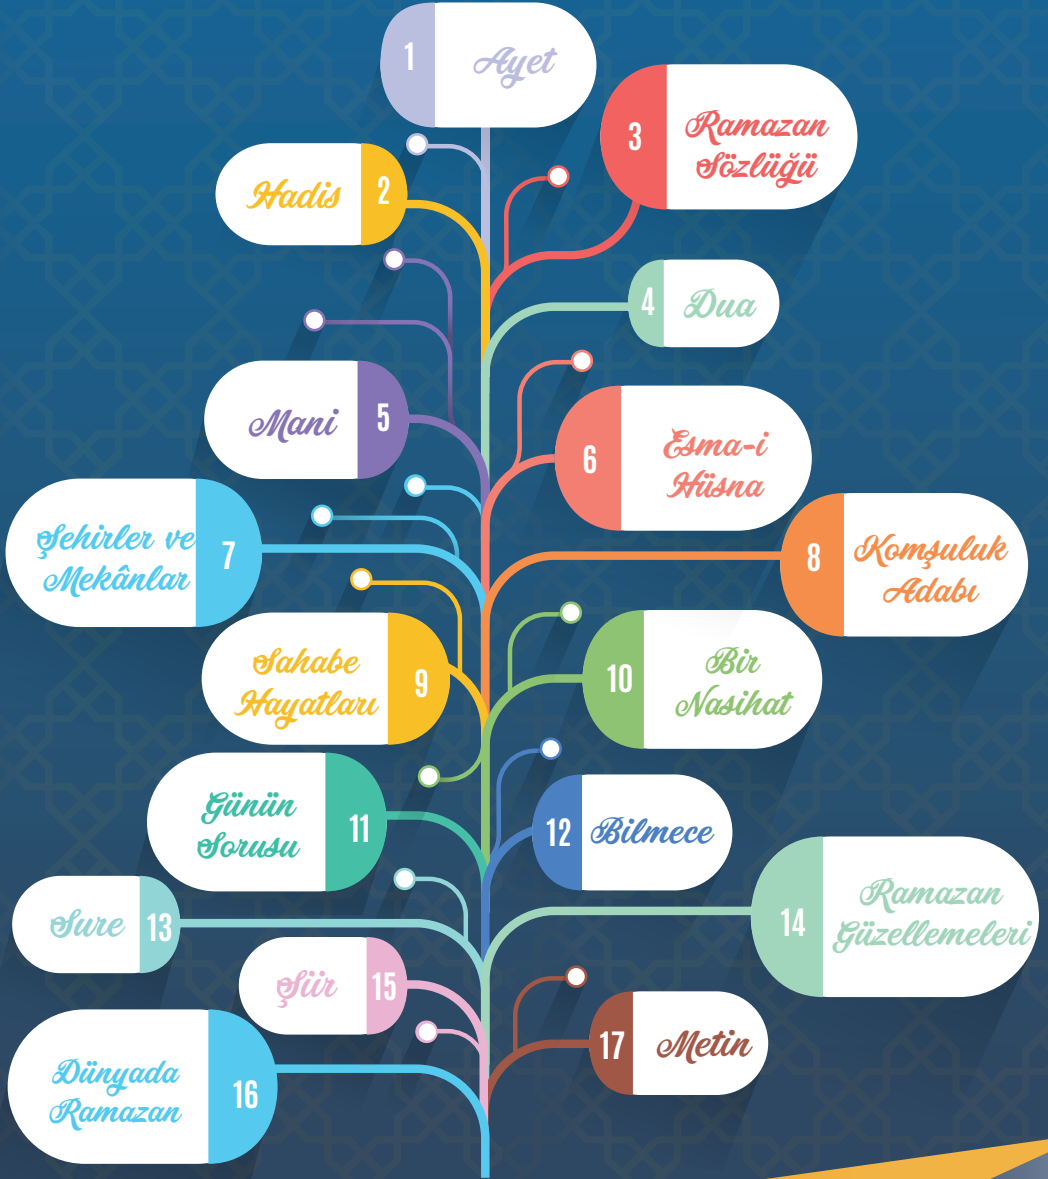 1
Ayet
2
Hadis
3
Ramazan
Sözlüğü
4
Dua
5
Mani
6
Esma-i
Hüsna
7
Şehirler ve
Mekânlar
8
Komşuluk
Adabı
9
Sahabe
Hayatları
10
Bir
Nasihat
11
Günün
Sorusu
12
Bilmece
13
Sure
14
Ramazan
Güzellemeleri
15
Şiir
16
Dünyada
Ramazan
17
Metin